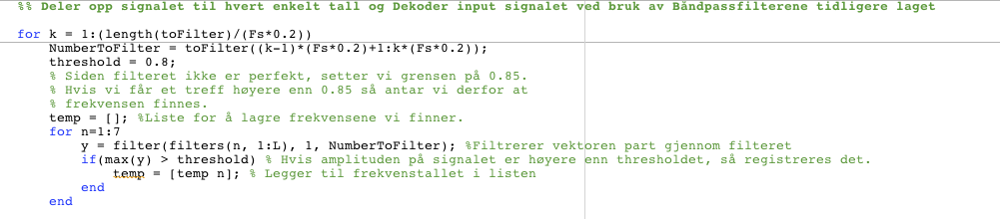 %% Deler opp signalet til hvert enkelt tall og Dekoder input signalet ved bruk av Båndpassfilterene tidligere laget
for k = 1:(length(toFilter)/(Fs*0.2))
NumberToFilter = toFilter((k-1)*(Fs*0.2)+1:k*(Fs*0.2));
threshold = 0.8;
% Siden filteret ikke er perfekt, setter vi grensen på 0.85.
% Hvis vi får et treff høyere enn 0.85 så antar vi derfor at
% frekvensen finnes.
temp = []; %Liste for å lagre frekvensene vi finner.
for n=1:7
y = filter(filters(n, 1:L), 1, NumberToFilter); %Filtrerer vektoren part gjennom filteret
if(max(y) > threshold) % Hvis amplituden på signalet er høyere enn thresholdet, så registreres det.
temp = [temp n]; % Legger til frekvenstallet i listen
end
end